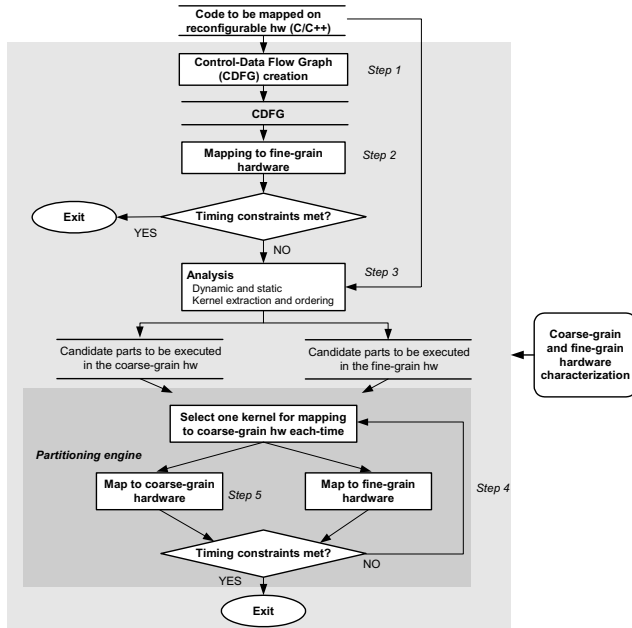 Code to be mapped on
reconfigurable hw (C/C++)
Control-Data Flow Graph
(CDFG) creation
Step 1
CDFG
Mapping to fine-grain
hardware
Step 2
Timing constraints met?
Exit
YES
NO
Analysis
Dynamic and static
Kernel extraction and ordering
Step 3
Candidate parts to be executed
in the coarse-grain hw
Candidate parts to be executed
in the fine-grain hw
Coarse-grain
and fine-grain
hardware
characterization
Select one kernel for mapping
to coarse-grain hw each-time
Partitioning engine
Map to coarse-grain
hardware
Step 5
Map to fine-grain
hardware
Step 4
Timing constraints met?
NO
YES
Exit